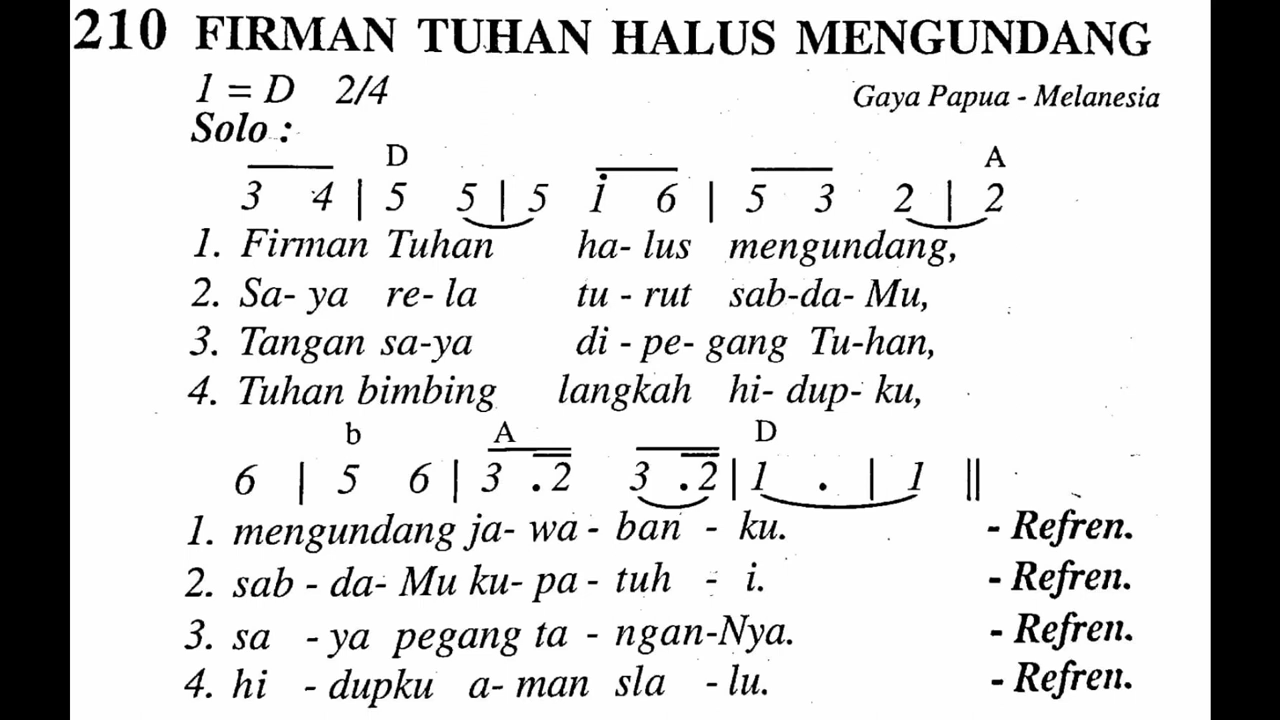 210 FIRMAN TUHAN HALUS MENGUNDANG
1 = D 2/4 Gaya Papua - Melanesia
Solo :
D A
3 4 | 5 5 | 5 i 6 | 5 3 2 | 2
1. Firman Tuhan ha- lus mengundang,
2. Sa- ya re- la tu - rut sab-da- Mu,
3. Tangan sa-ya di - pe- gang Tu-han,
4. Tuhan bimbing langkah hi- dup- ku,
b A D
6 | 5 6 | 3 .2 3 .2 | 1 . | 1 ||
1. mengundang ja- wa - ban - ku. - Refren.
2. sab - da- Mu ku- pa - tuh - i. - Refren.
3. sa - ya pegang ta - ngan-Nya. - Refren.
4. hi - dupku a- man sla - lu. - Refren.